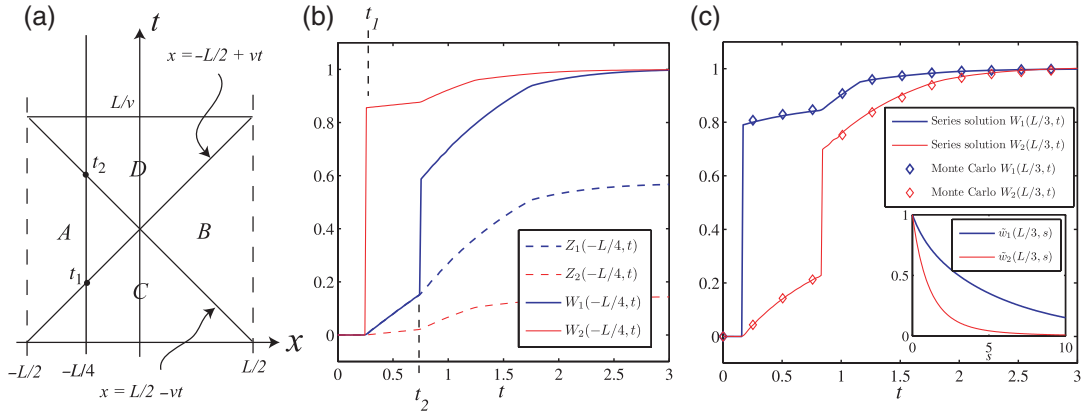 (a)
t
x = –L/2 + vt
L/v
t2
D
A
B
t1
C
x
–L/2
–L/4
L/2
x = L/2 –vt
(b)
t1
1
0.8
0.6
0.4
0.2
0
0
0.5
1
1.5
2
2.5
3
t
t2
Z1(−L/4, t)
Z2(−L/4, t)
W1(−L/4, t)
W2(−L/4, t)
(c)
1
0.8
0.6
0.4
0.2
0
0
0.5
1
1.5
2
2.5
3
t
Series solution W1(L/3, t)
Series solution W2(L/3, t)
Monte Carlo W1(L/3, t)
Monte Carlo W2(L/3, t)
1
0.5
0
0
5
10
s
w̃1(L/3, s)
w̃2(L/3, s)